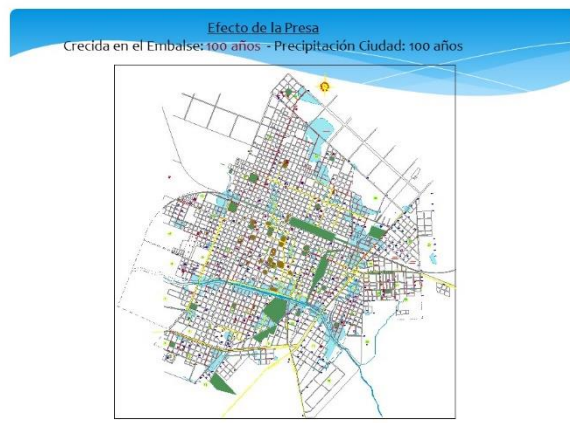 Efecto de la Presa
Crecida en el Embalse: 100 años - Precipitación Ciudad: 100 años